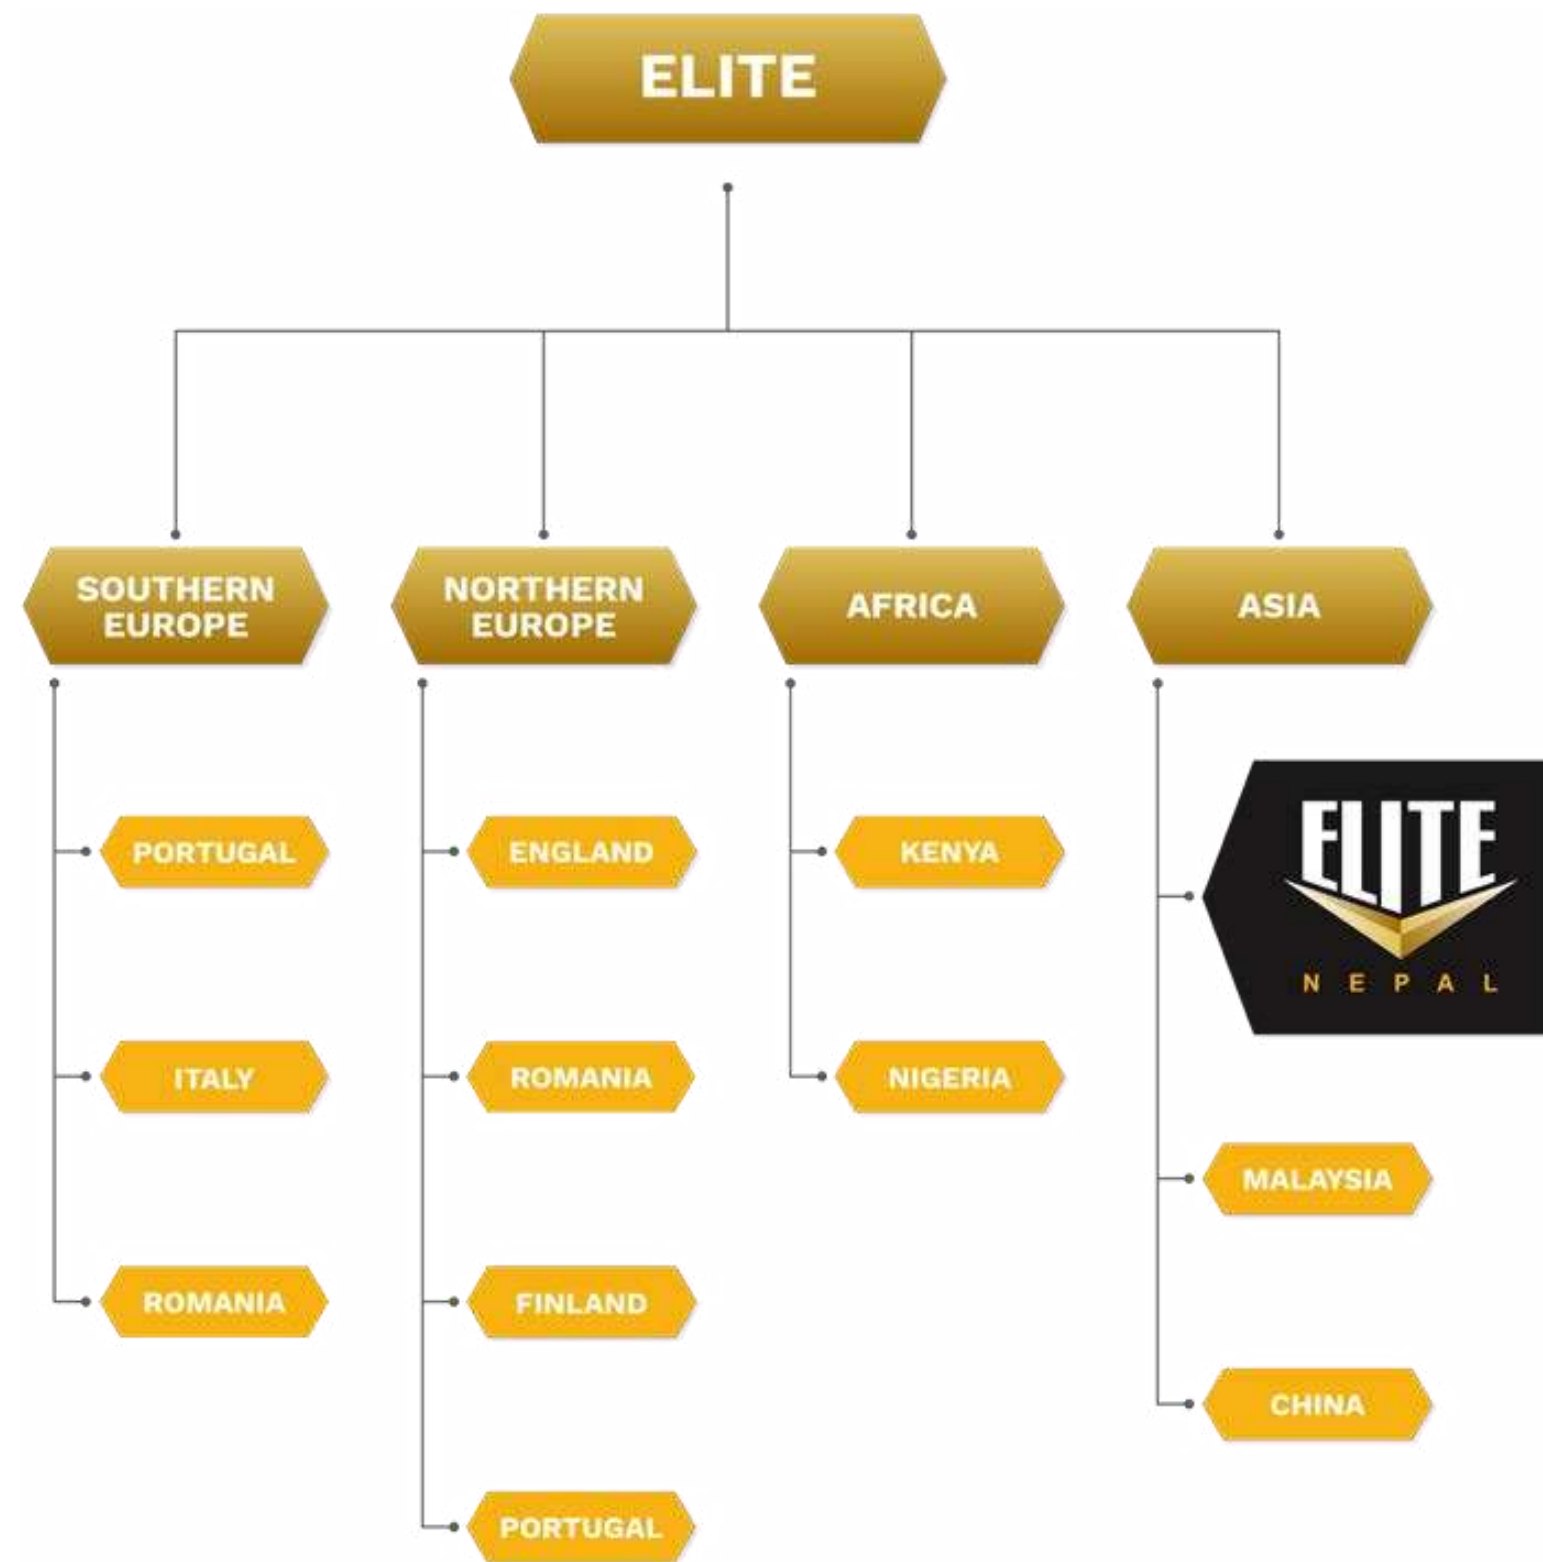 ELITE
SOUTHERN
EUROPE
NORTHERN
EUROPE
AFRICA
ASIA
PORTUGAL
ITALY
ROMANIA
ENGLAND
ROMANIA
FINLAND
PORTUGAL
KENYA
NIGERIA
ELITE
NEPAL
MALAYSIA
CHINA